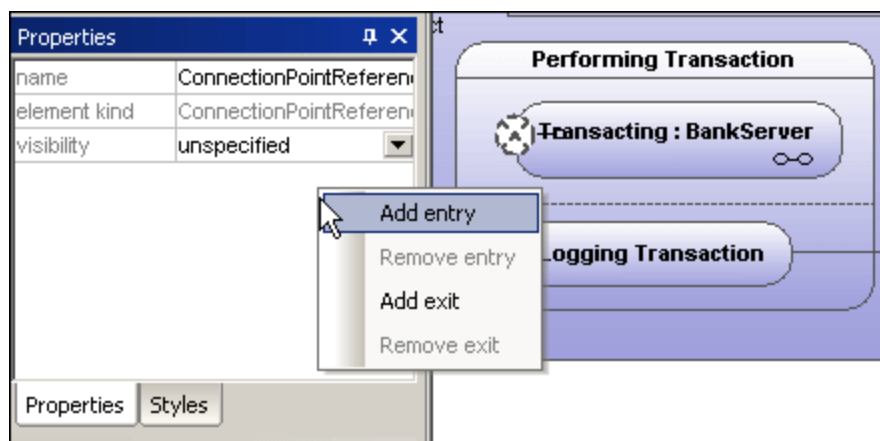 ct
Properties
name ConnectionPointReferen
element kind ConnectionPointReferen
visibility unspecified
Add entry
Remove entry
Add exit
Remove exit
Properties Styles
Performing Transaction
Transacting : BankServer
ogging Transaction